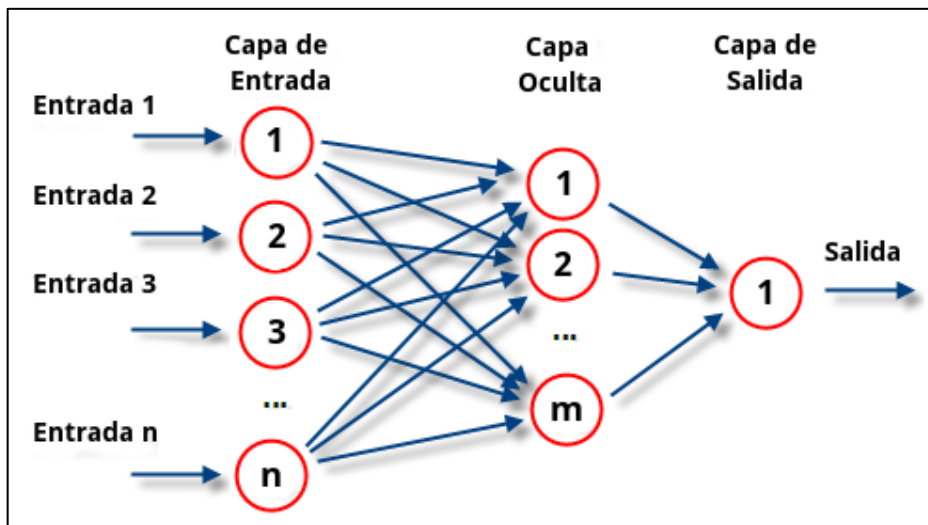 Capa de
Entrada
Capa
Oculta
Capa de
Salida
Entrada 1
Entrada 2
Entrada 3
Entrada n
1
2
3
...
n
1
2
...
m
1
Salida